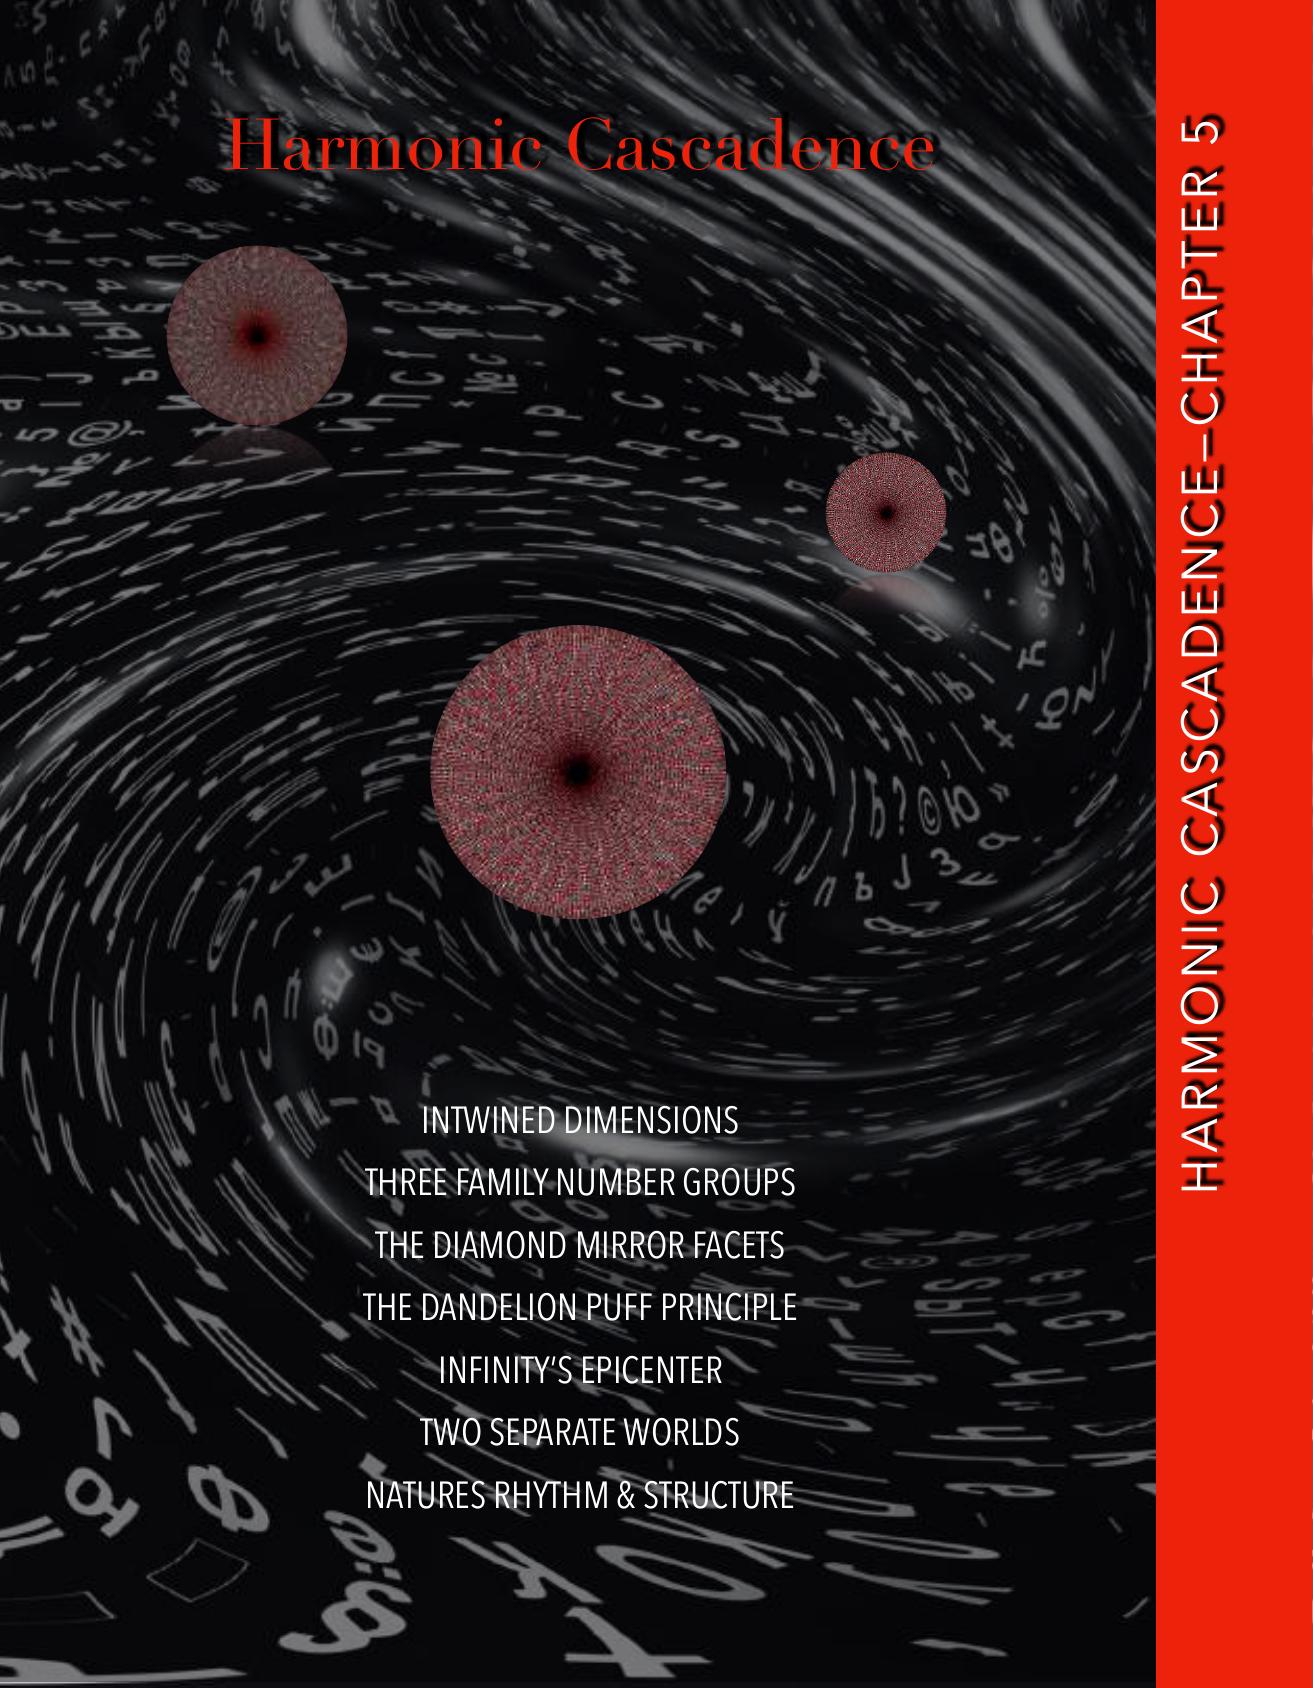 Harmonic Cascadence
INTWINED DIMENSIONS
THREE FAMILY NUMBER GROUPS
THE DIAMOND MIRROR FACETS
THE DANDELION PUFF PRINCIPLE
INFINITY'S EPICENTER
TWO SEPARATE WORLDS
NATURES RHYTHM & STRUCTURE
HARMONIC CASCADENCE–CHAPTER 5